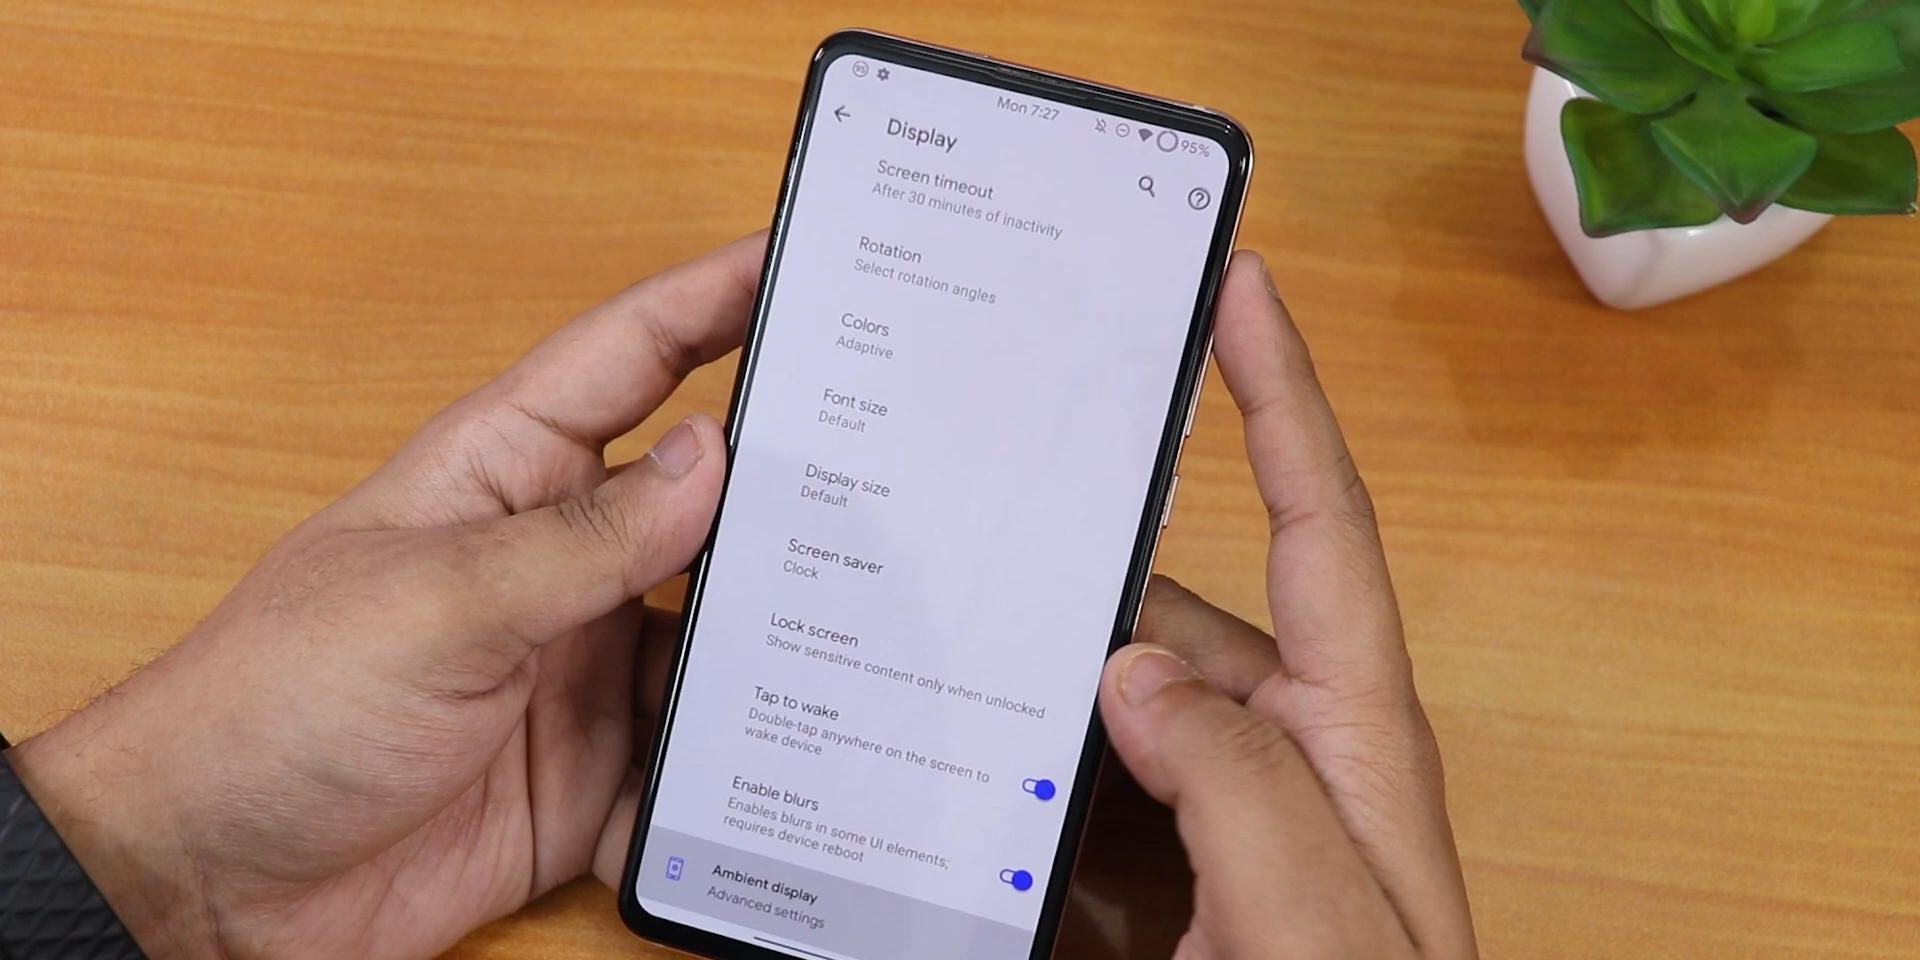 95
Mon 7:27
95%
Display
Screen timeout
After 30 minutes of inactivity
Rotation
Select rotation angles
Colors
Adaptive
Font size
Default
Display size
Default
Screen saver
Clock
Lock screen
Show sensitive content only when unlocked
Tap to wake
Double-tap anywhere on the screen to
wake device
Enable blurs
Enables blurs in some UI elements;
requires device reboot
Ambient display
Advanced settings